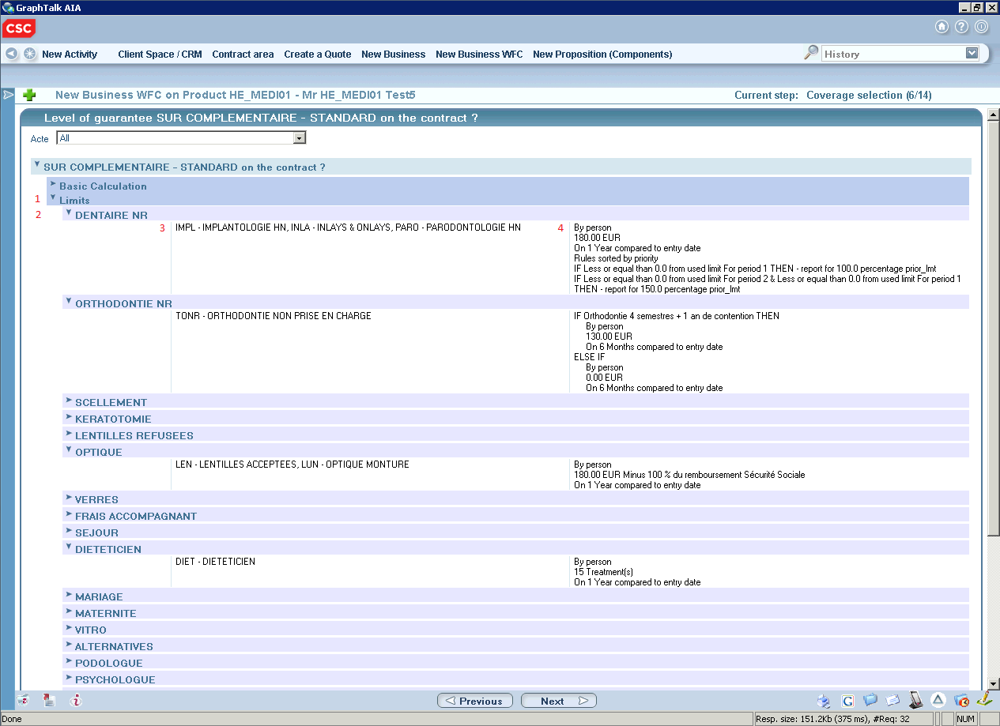 GraphTalk AIA
CSC
New Activity Client Space / CRM Contract area Create a Quote New Business New Business WFC New Proposition (Components) History
New Business WFC on Product HE_MEDI01 - Mr HE_MEDI01 Test5 Current step: Coverage selection (6/14)
Level of guarantee SUR COMPLEMENTAIRE - STANDARD on the contract ?
Acte All
SUR COMPLEMENTAIRE - STANDARD on the contract ?
Basic Calculation
1 Limits
2 DENTAIRE NR
3 IMPL - IMPLANTOLOGIE HN, INLA - INLAYS & ONLAYS, PARO - PARODONTOLOGIE HN 4 By person
180.00 EUR
On 1 Year compared to entry date
Rules sorted by priority
IF Less or equal than 0.0 from used limit For period 1 THEN - report for 100.0 percentage prior_lmt
IF Less or equal than 0.0 from used limit For period 2 & Less or equal than 0.0 from used limit For period 1
THEN - report for 150.0 percentage prior_lmt
ORTHODONTIE NR
TONR - ORTHODONTIE NON PRISE EN CHARGE IF Orthodontie 4 semestres + 1 an de contention THEN
By person
130.00 EUR
On 6 Months compared to entry date
ELSE IF
By person
0.00 EUR
On 6 Months compared to entry date
SCELLEMENT
KERATOTOMIE
LENTILLES REFUSEES
OPTIQUE
LEN - LENTILLES ACCEPTEES, LUN - OPTIQUE MONTURE By person
180.00 EUR Minus 100 % du remboursement Sécurité Sociale
On 1 Year compared to entry date
VERRES
FRAIS ACCOMPAGNANT
SEJOUR
DIETETICIEN
DIET - DIETETICIEN By person
15 Treatment(s)
On 1 Year compared to entry date
MARIAGE
MATERNITE
VITRO
ALTERNATIVES
PODOLOGUE
PSYCHOLOGUE
Previous Next
Done Resp. size: 151.2Kb (375 ms), #Req: 32 NUM